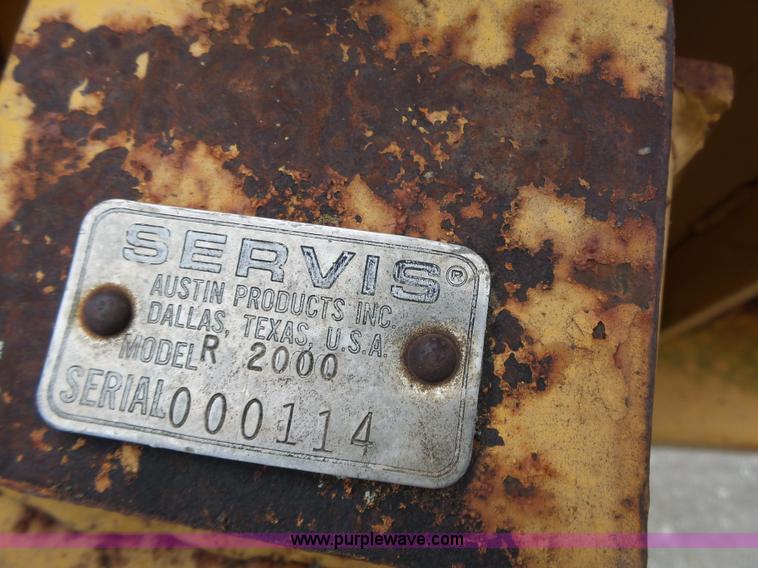 SERVIS®
AUSTIN PRODUCTS INC.
DALLAS, TEXAS, U.S.A.
MODEL R 2000
SERIAL 000114
www.purplewave.com